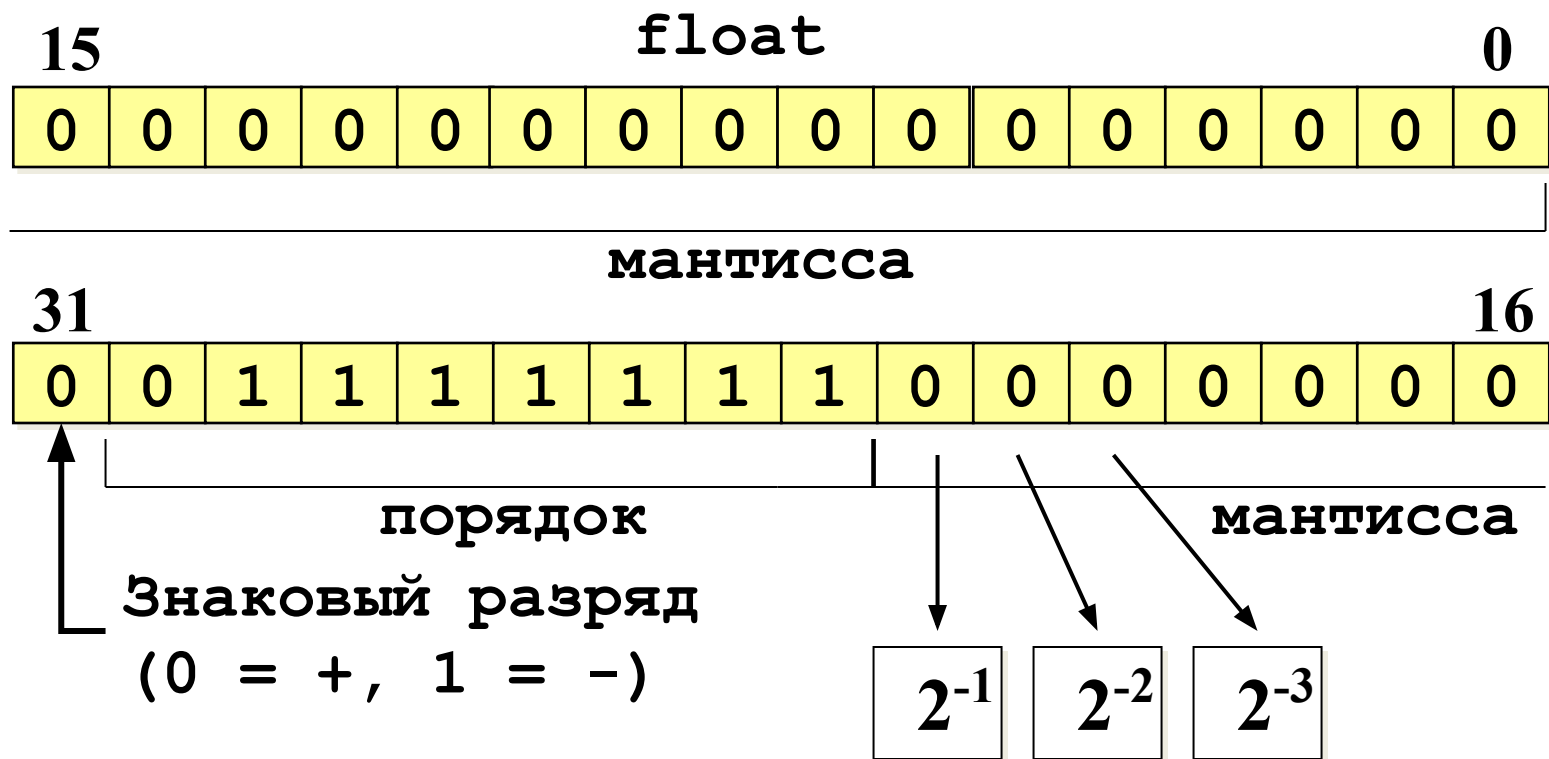 float
15 0
0 0 0 0 0 0 0 0 0 0 0 0 0 0 0 0
мантисса
31 16
0 0 1 1 1 1 1 1 1 0 0 0 0 0 0 0
порядок мантисса
Знаковый разряд
(0 = +, 1 = -)
2⁻¹ 2⁻² 2⁻³